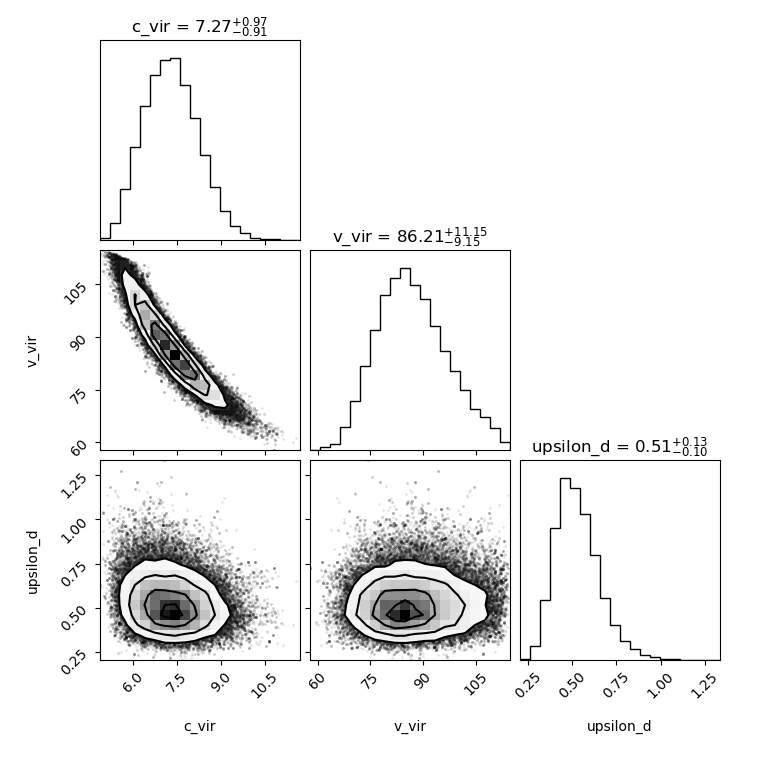 c_vir = 7.27+0.97−0.91
v_vir = 86.21+11.15−9.15
105
90
75
60
v_vir
upsilon_d = 0.51+0.13−0.10
1.25
1.00
0.75
0.50
0.25
upsilon_d
6.0 7.5 9.0 10.5
60 75 90 105
0.25 0.50 0.75 1.00 1.25
c_vir v_vir upsilon_d